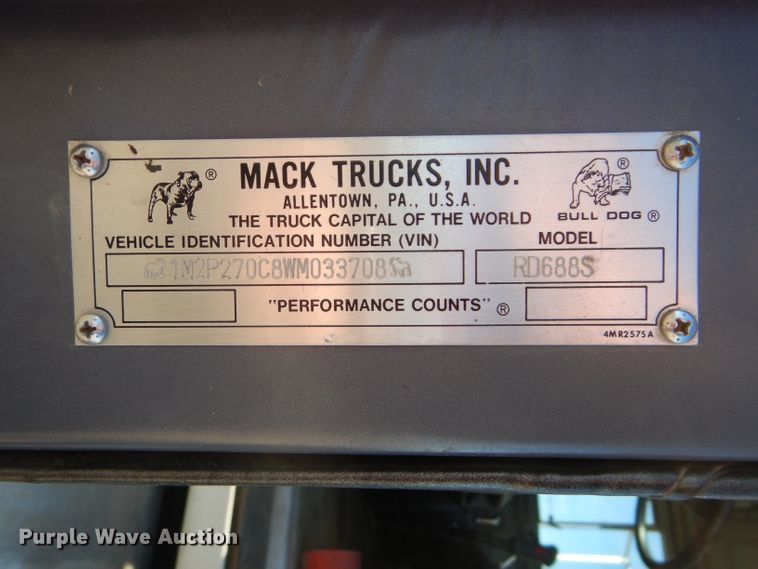 MACK TRUCKS, INC.
ALLENTOWN, PA., U.S.A.
THE TRUCK CAPITAL OF THE WORLD
®
®
BULL DOG ®
VEHICLE IDENTIFICATION NUMBER (VIN)
MODEL
1M2P270C8WM033708
RD688S
"PERFORMANCE COUNTS" ®
4MR2575A
Purple Wave Auction